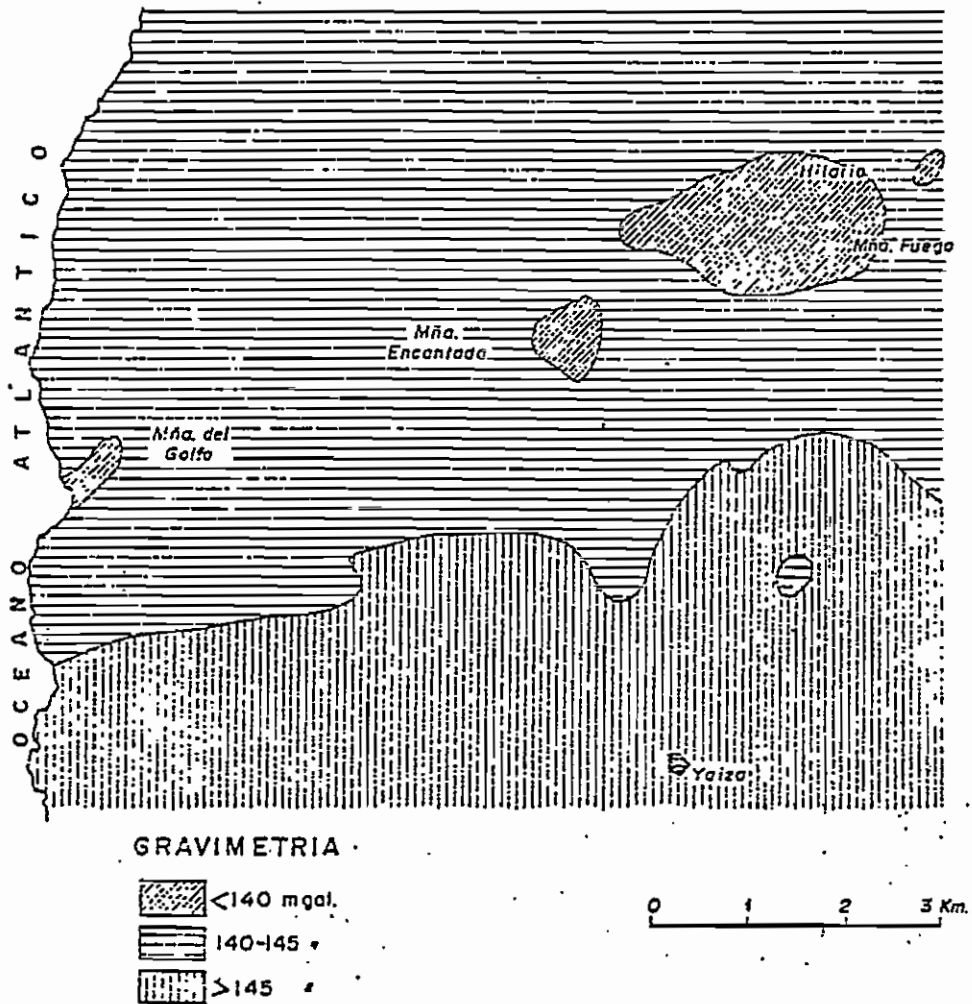 OCEANO ATLANTICO
Hilario
Mña. Fuego
Mña.
Encantada
Mña. del
Golfo
Yaiza
GRAVIMETRIA
<140 mgal.
140-145 "
>145 "
0 1 2 3 Km.